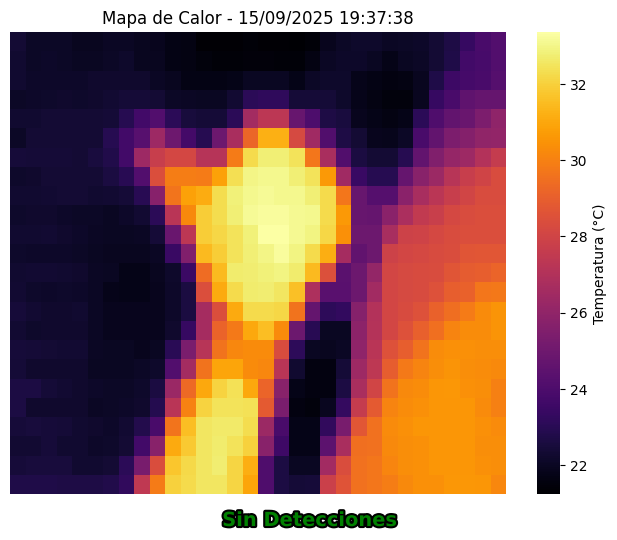 Mapa de Calor - 15/09/2025 19:37:38
32
30
28
26
24
22
Temperatura (°C)
Sin Detecciones